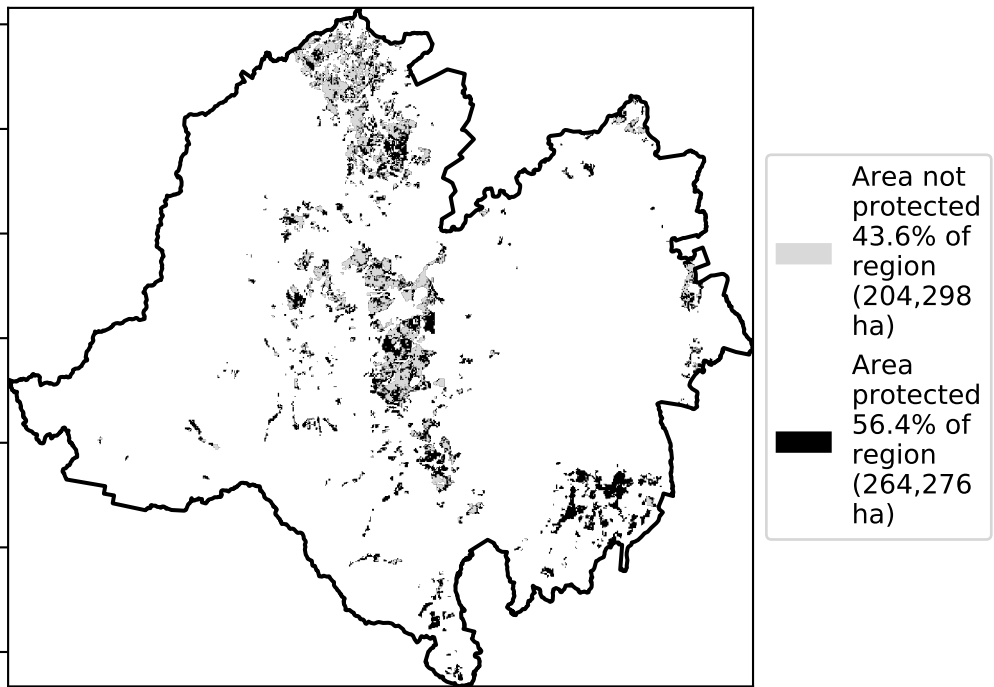 Area not
protected
43.6% of
region
(204,298
ha)
Area
protected
56.4% of
region
(264,276
ha)